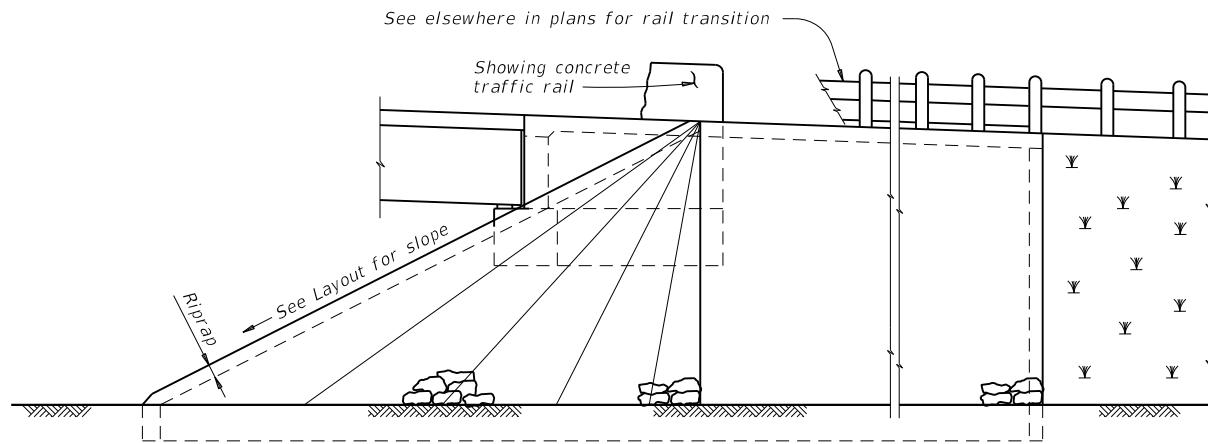 See elsewhere in plans for rail transition
Showing concrete
traffic rail
See Layout for slope
Riprap